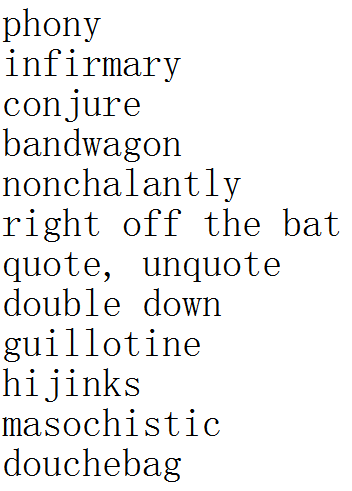 phony
infirmary
conjure
bandwagon
nonchalantly
right off the bat
quote, unquote
double down
guillotine
hijinks
masochistic
douchebag